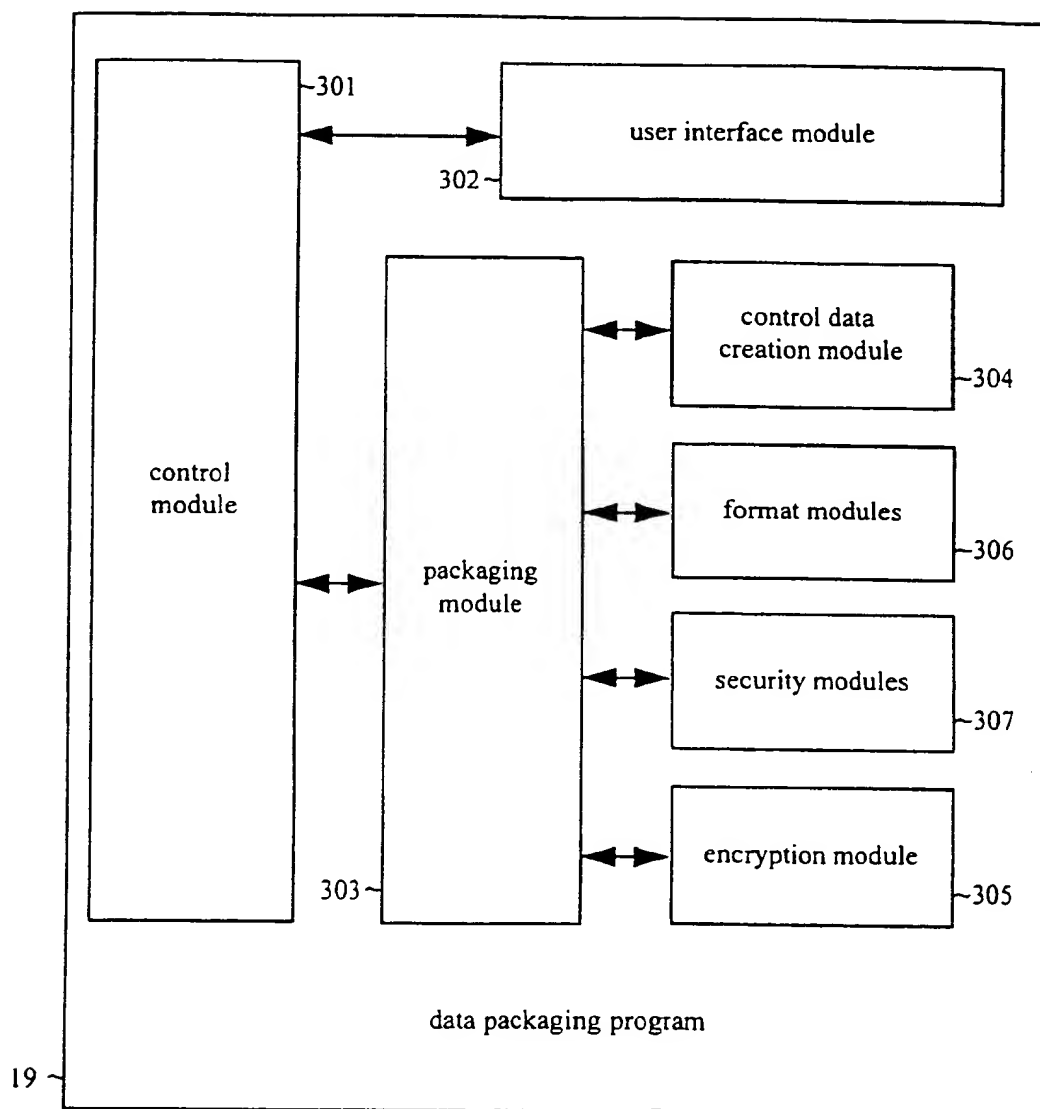 301
user interface module
302
control data
creation module
304
control
module
format modules
306
packaging
module
security modules
307
encryption module
303
305
data packaging program
19